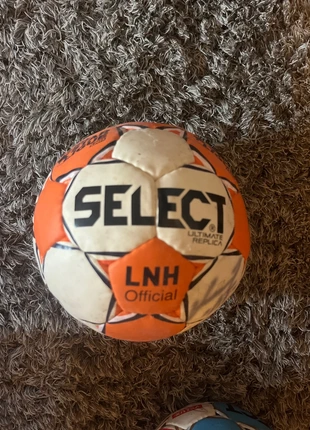 SELECT
®
ULTIMATE
REPLICA
LNH
Official